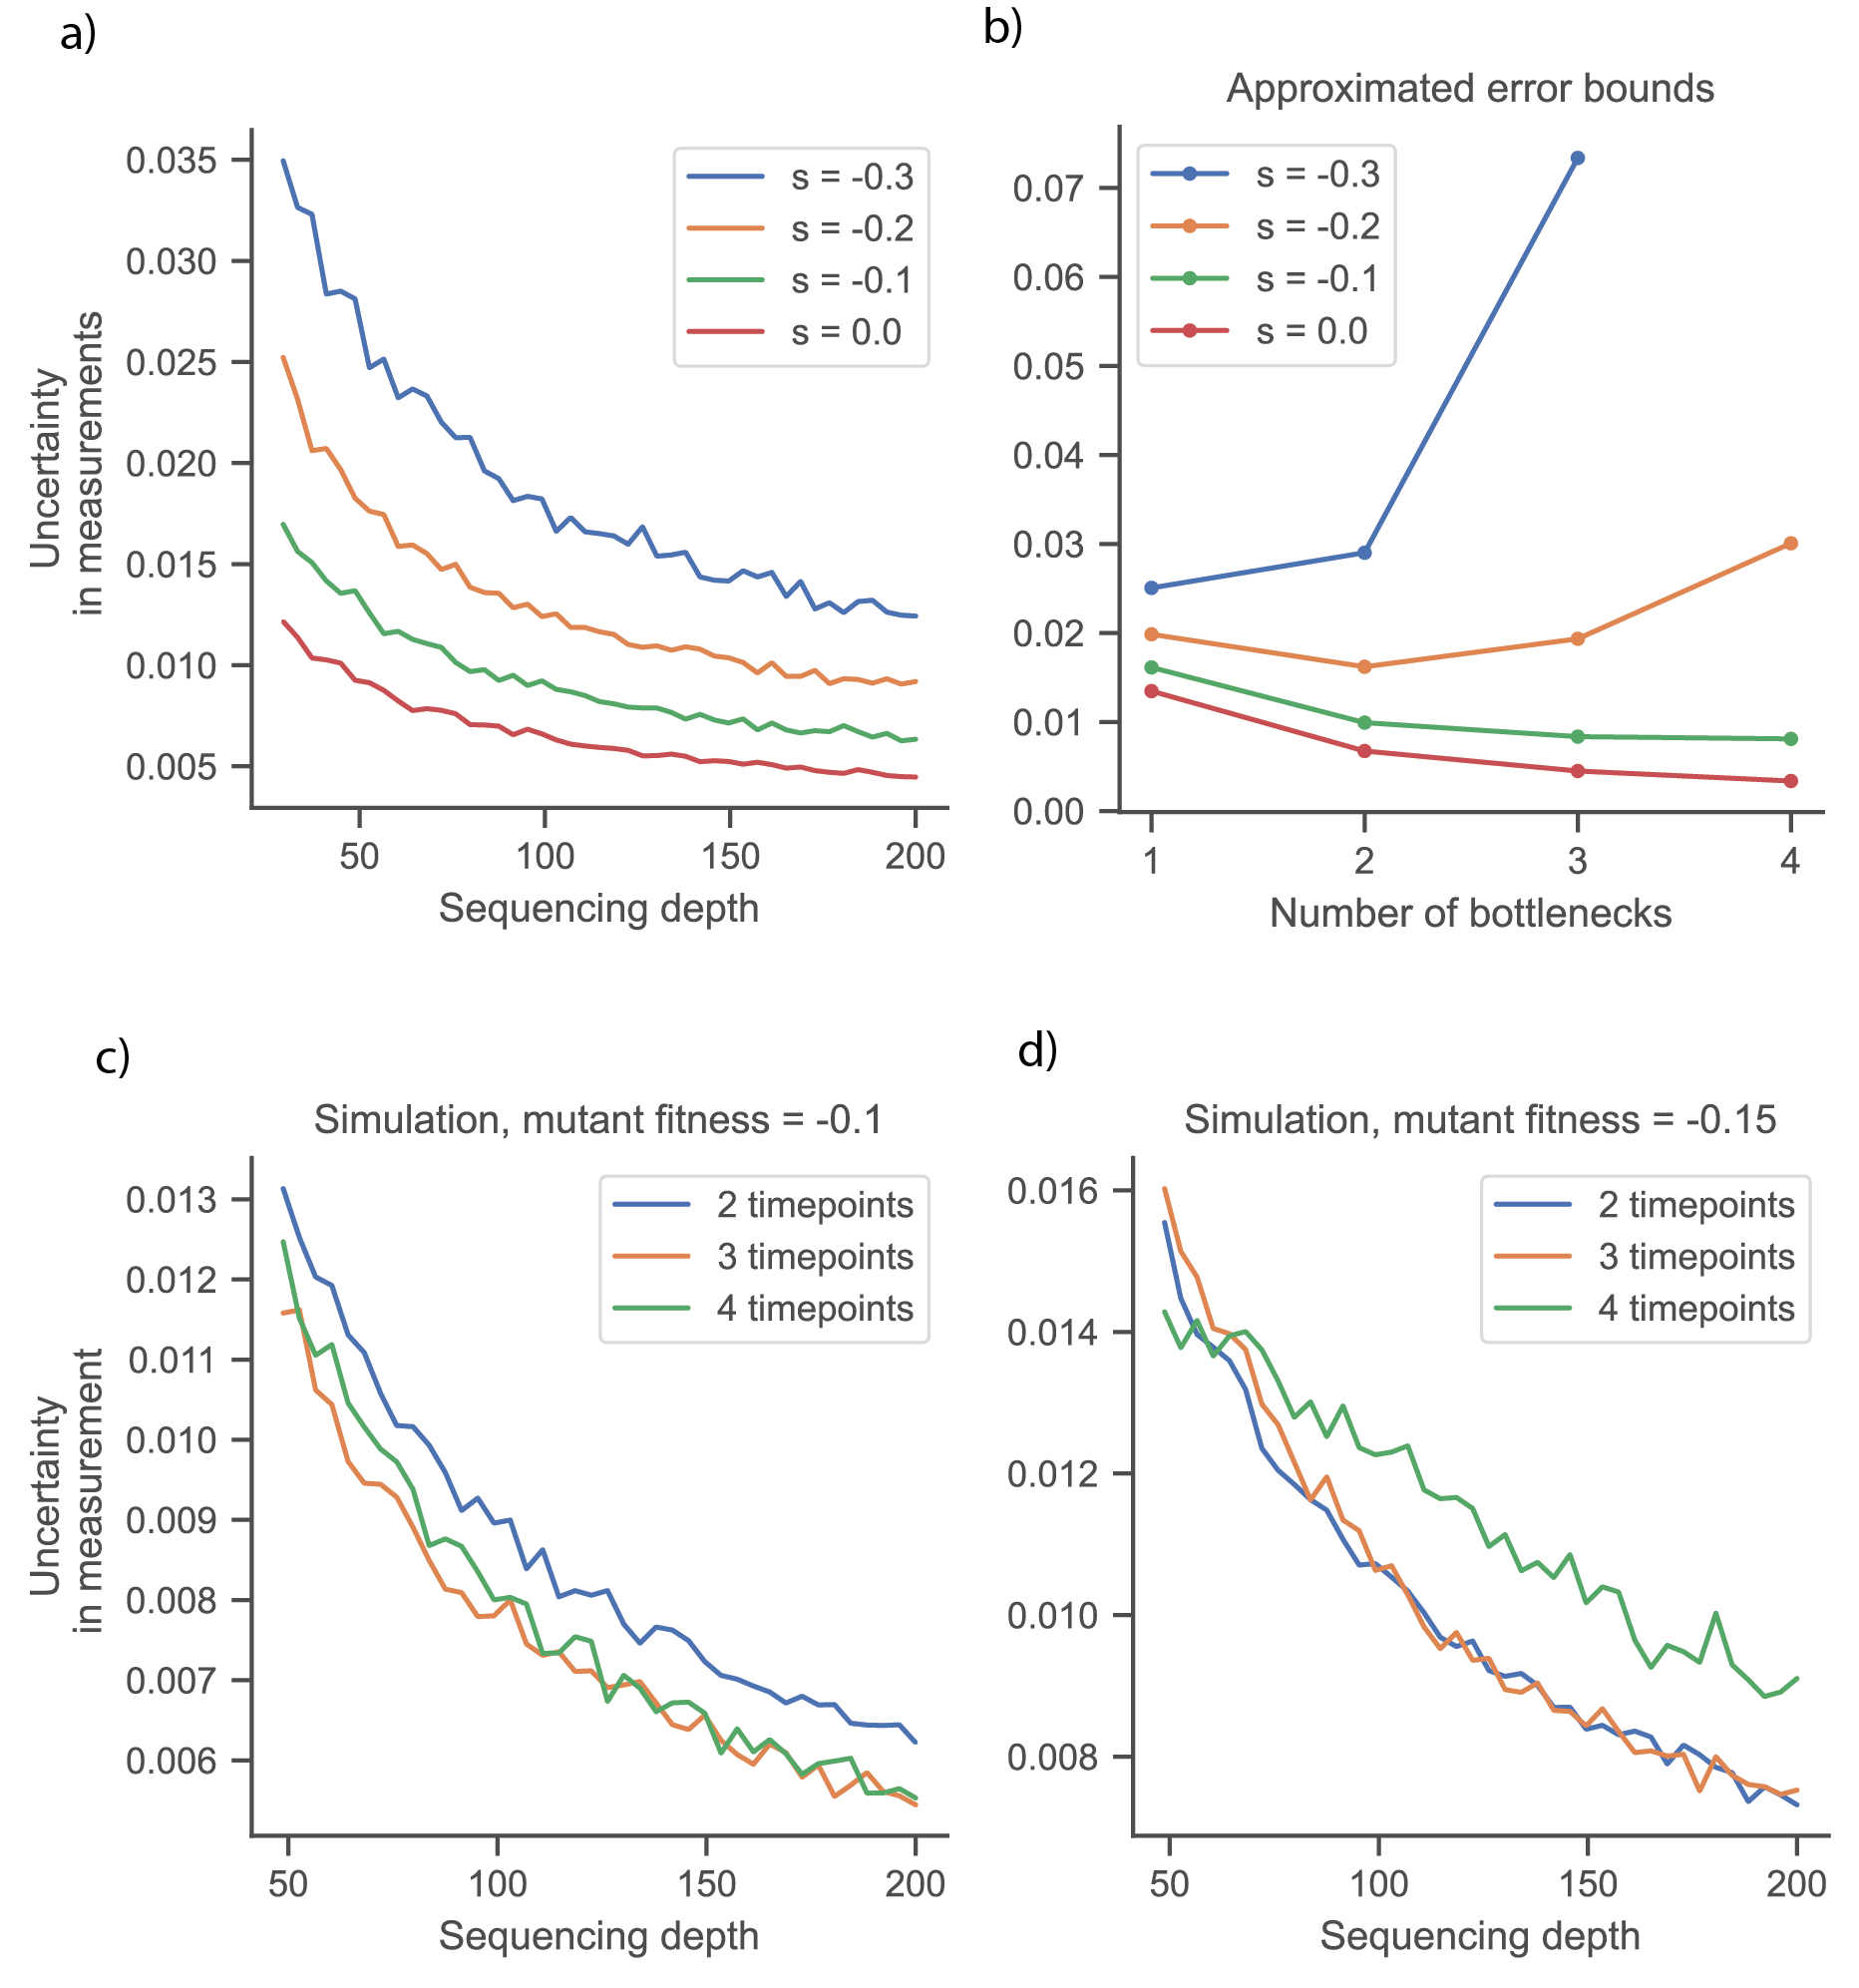 a)
0.035
0.030
0.025
0.020
0.015
0.010
0.005
Uncertainty
in measurements
s = -0.3
s = -0.2
s = -0.1
s = 0.0
50
100
150
200
Sequencing depth
b)
Approximated error bounds
0.07
0.06
0.05
0.04
0.03
0.02
0.01
0.00
s = -0.3
s = -0.2
s = -0.1
s = 0.0
1
2
3
4
Number of bottlenecks
c)
Simulation, mutant fitness = -0.1
0.013
0.012
0.011
0.010
0.009
0.008
0.007
0.006
Uncertainty
in measurement
2 timepoints
3 timepoints
4 timepoints
50
100
150
200
Sequencing depth
d)
Simulation, mutant fitness = -0.15
0.016
0.014
0.012
0.010
0.008
2 timepoints
3 timepoints
4 timepoints
50
100
150
200
Sequencing depth